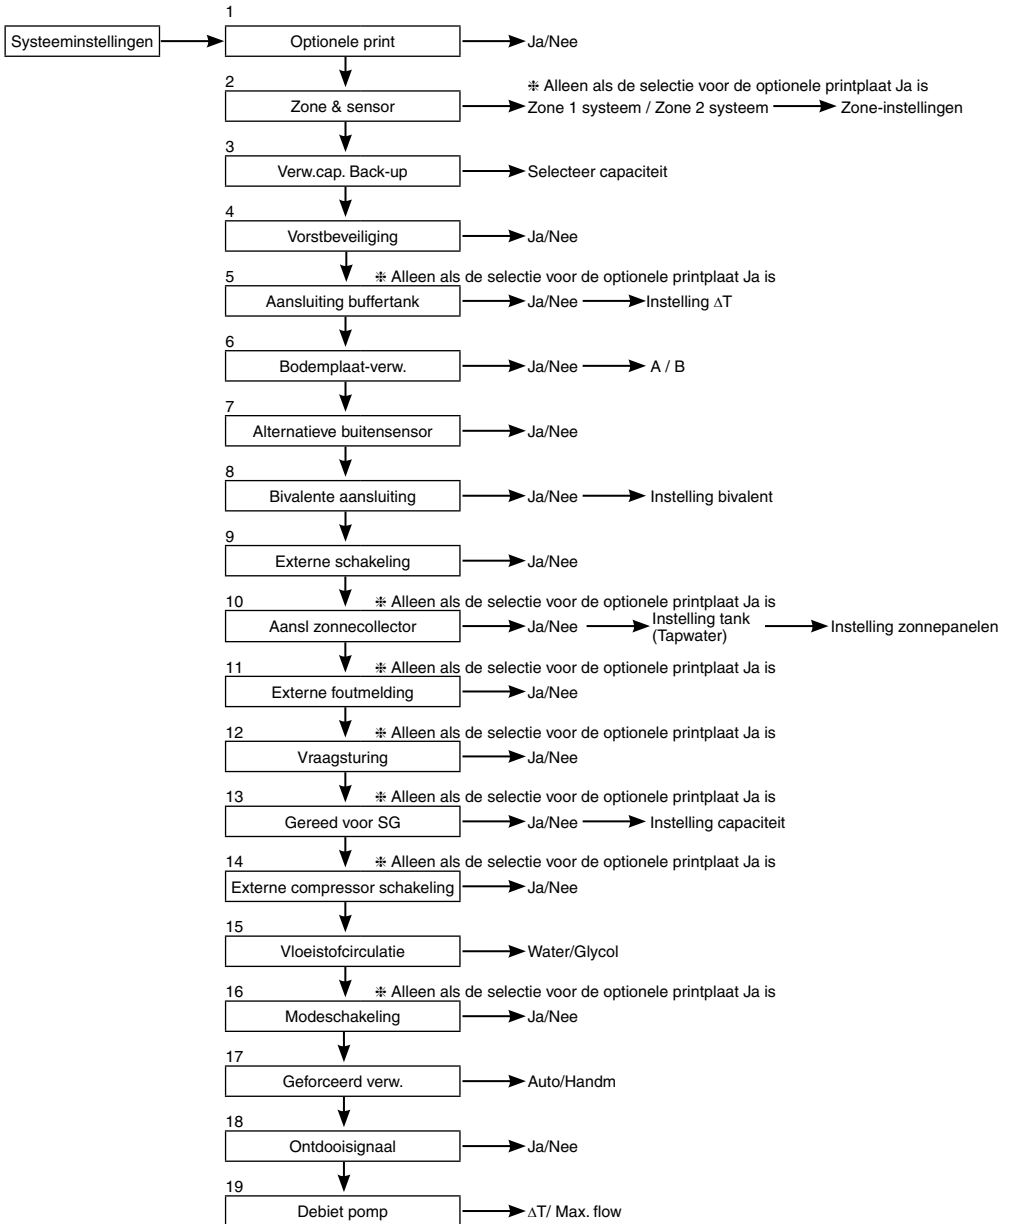 1
Systeeminstellingen Optionele print Ja/Nee
2 ⁜ Alleen als de selectie voor de optionele printplaat Ja is
Zone & sensor Zone 1 systeem / Zone 2 systeem Zone-instellingen
3
Verw.cap. Back-up Selecteer capaciteit
4
Vorstbeveiliging Ja/Nee
5 ⁜ Alleen als de selectie voor de optionele printplaat Ja is
Aansluiting buffertank Ja/Nee Instelling ΔT
6
Bodemplaat-verw. Ja/Nee A / B
7
Alternatieve buitensensor Ja/Nee
8
Bivalente aansluiting Ja/Nee Instelling bivalent
9
Externe schakeling Ja/Nee
10 ⁜ Alleen als de selectie voor de optionele printplaat Ja is
Aansl zonnecollector Ja/Nee Instelling tank
(Tapwater) Instelling zonnepanelen
11 ⁜ Alleen als de selectie voor de optionele printplaat Ja is
Externe foutmelding Ja/Nee
12 ⁜ Alleen als de selectie voor de optionele printplaat Ja is
Vraagsturing Ja/Nee
13 ⁜ Alleen als de selectie voor de optionele printplaat Ja is
Gereed voor SG Ja/Nee Instelling capaciteit
14 ⁜ Alleen als de selectie voor de optionele printplaat Ja is
Externe compressor schakeling Ja/Nee
15
Vloeistofcirculatie Water/Glycol
16 ⁜ Alleen als de selectie voor de optionele printplaat Ja is
Modeschakeling Ja/Nee
17
Geforceerd verw. Auto/Handm
18
Ontdooisignaal Ja/Nee
19
Debiet pomp ΔT/ Max. flow